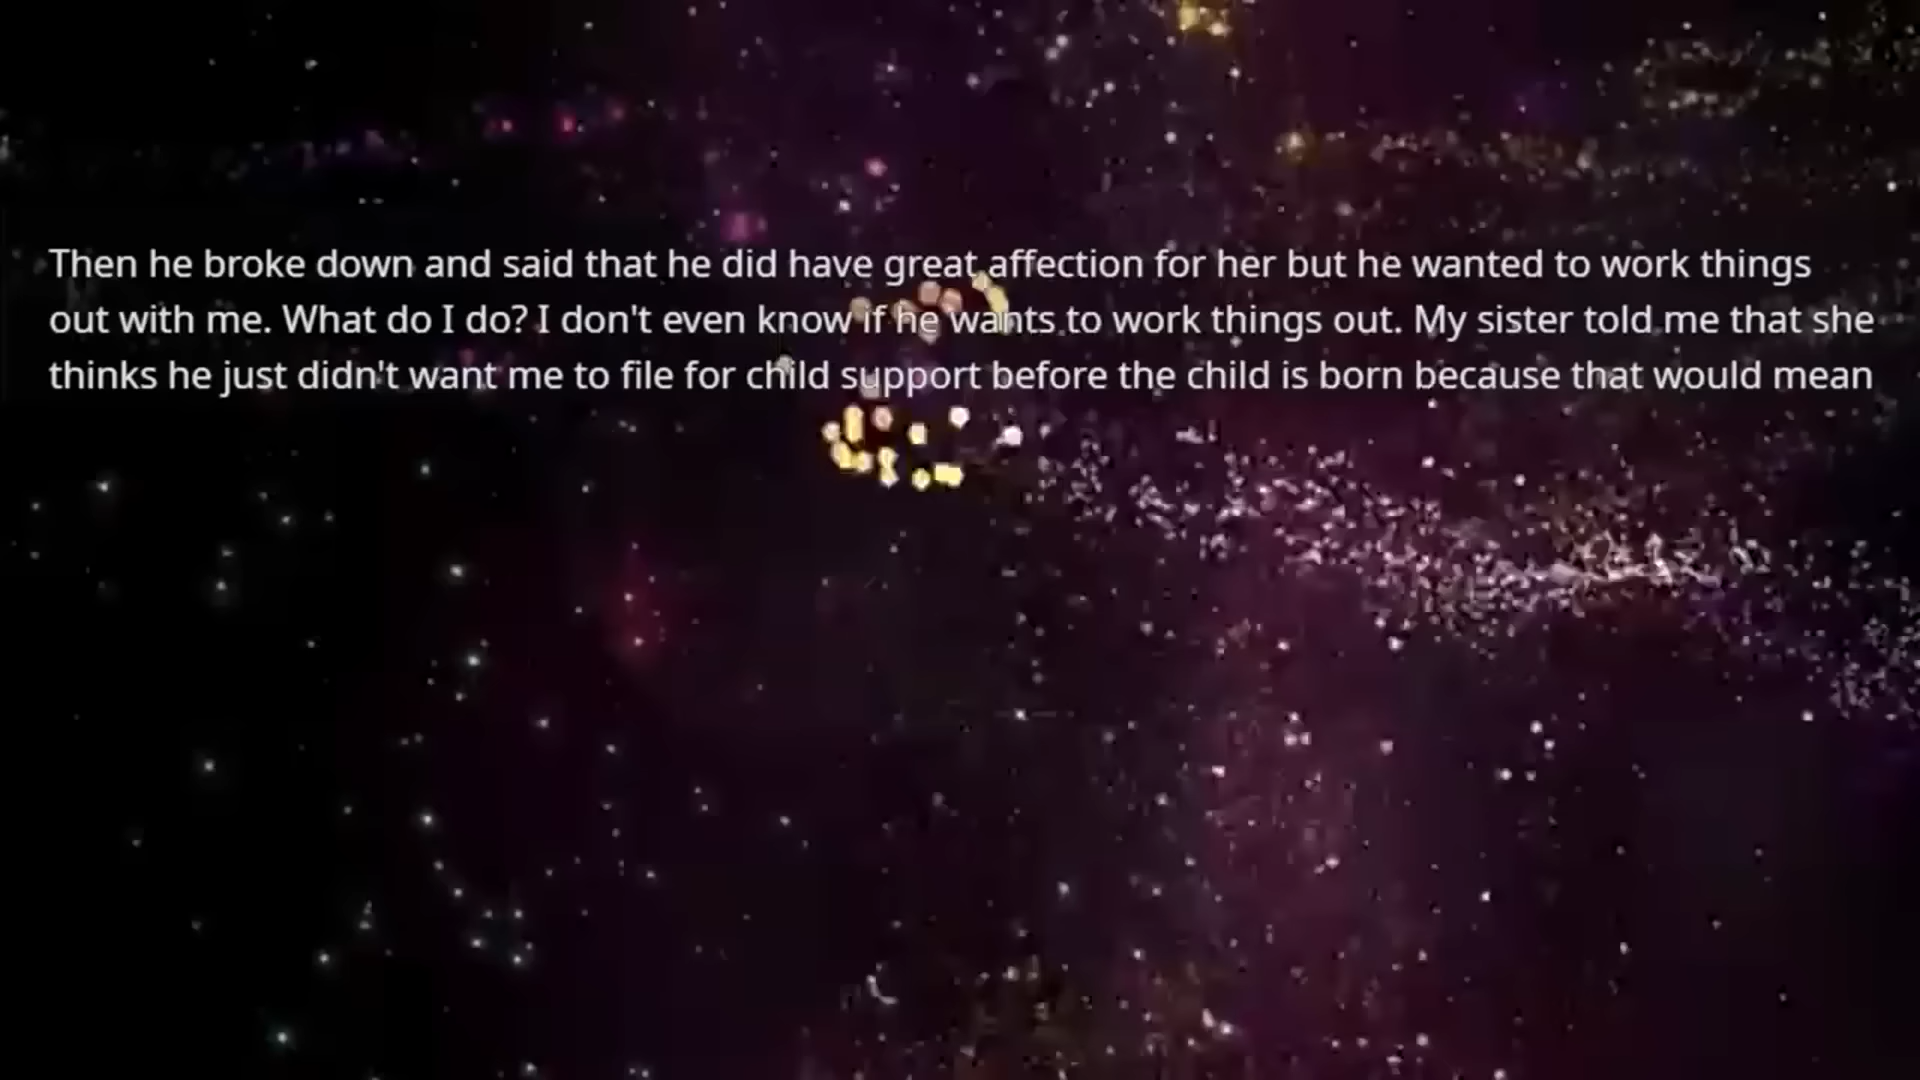 Then he broke down and said that he did have great affection for her but he wanted to work things
out with me. What do I do? I don't even know if he wants to work things out. My sister told me that she
thinks he just didn't want me to file for child support before the child is born because that would mean